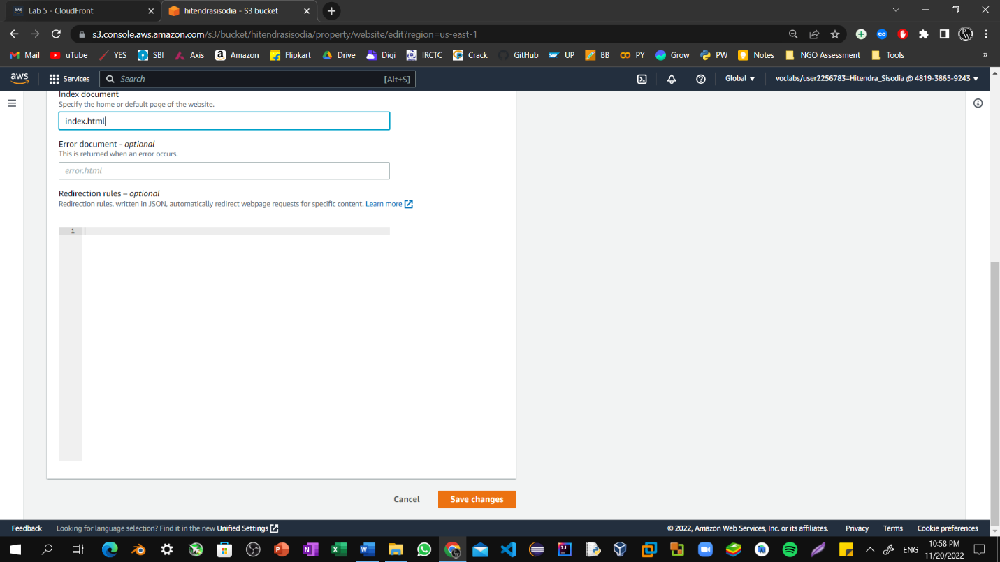 aws Lab 5 - CloudFront
hitendrasisodia - S3 bucket
s3.console.aws.amazon.com/s3/bucket/hitendrasisodia/property/website/edit?region=us-east-1
Mail uTube YES SBI Axis Amazon Flipkart Drive Digi IRCTC Crack GitHub UP BB PY Grow PW Notes NGO Assessment Tools »
aws Services Search [Alt+S] Global voclabs/user2256783=Hitendra_Sisodia @ 4819-3865-9243
Index document
Specify the home or default page of the website.
index.html
Error document - optional
This is returned when an error occurs.
error.html
Redirection rules – optional
Redirection rules, written in JSON, automatically redirect webpage requests for specific content. Learn more
1
Cancel Save changes
Feedback Looking for language selection? Find it in the new Unified Settings © 2022, Amazon Web Services, Inc. or its affiliates. Privacy Terms Cookie preferences
ENG 10:58 PM
11/20/2022